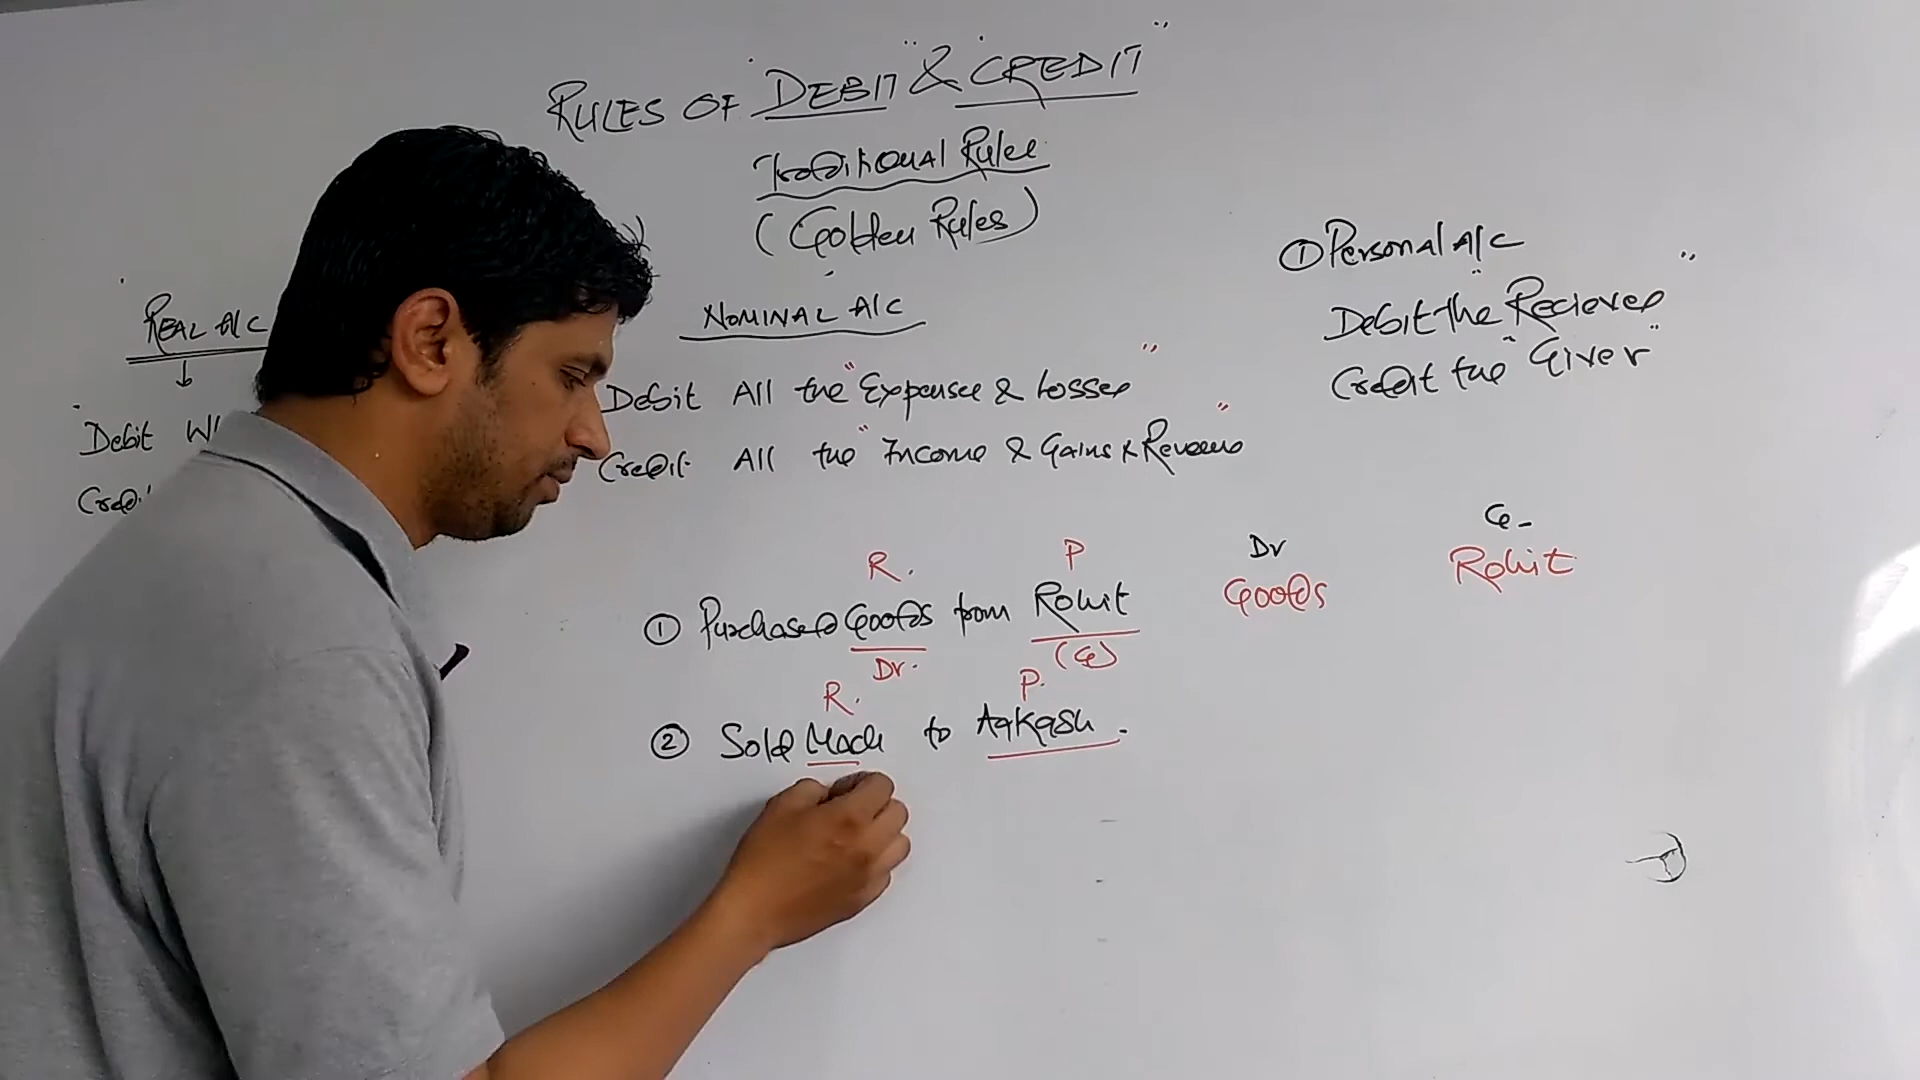 RULES OF "DEBIT" & "CREDIT"
Traditional Rules
(Golden Rules)
REAL A/C
Debit
Credit
NOMINAL A/C
Debit All the "Expenses & Losses"
Credit All the "Income & Gains & Revenue"
① Personal A/C
Debit the "Reciever"
Credit the "Giver"
R. P
① Purchased Goods from Rohit
Dr. (Cr)
Dr Cr
Goods Rohit
R. P.
② Sold Mach to Aakash.